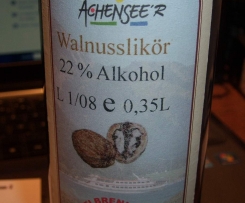 ACHENSEE'R
Walnusslikör
22 % Alkohol
L 1/08 e 0,35L